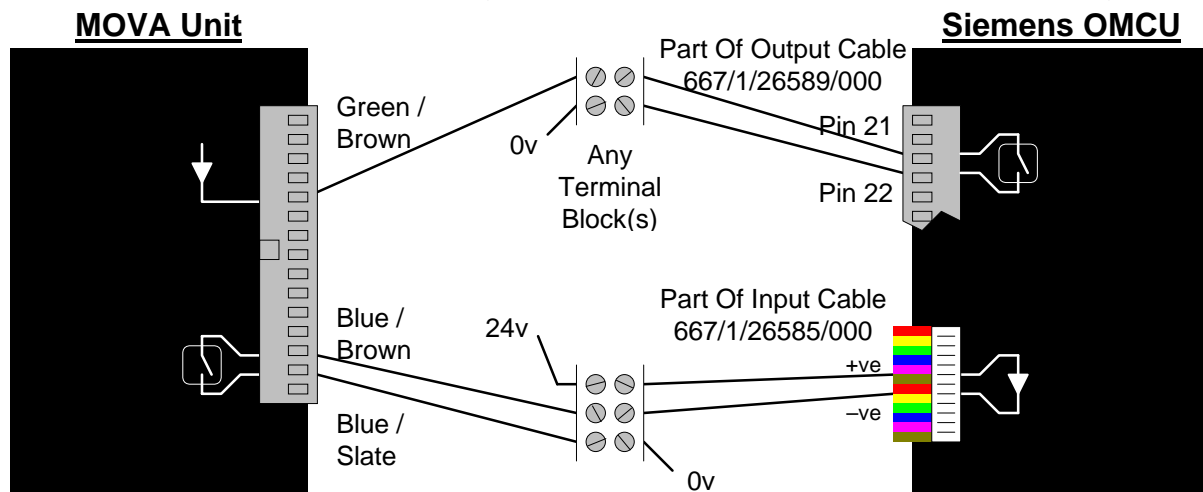 MOVA Unit
Siemens OMCU
Part Of Output Cable
667/1/26589/000
Green /
Brown
0v
Any
Terminal
Block(s)
Pin 21
Pin 22
Part Of Input Cable
667/1/26585/000
Blue /
Brown
24v
+ve
–ve
Blue /
Slate
0v